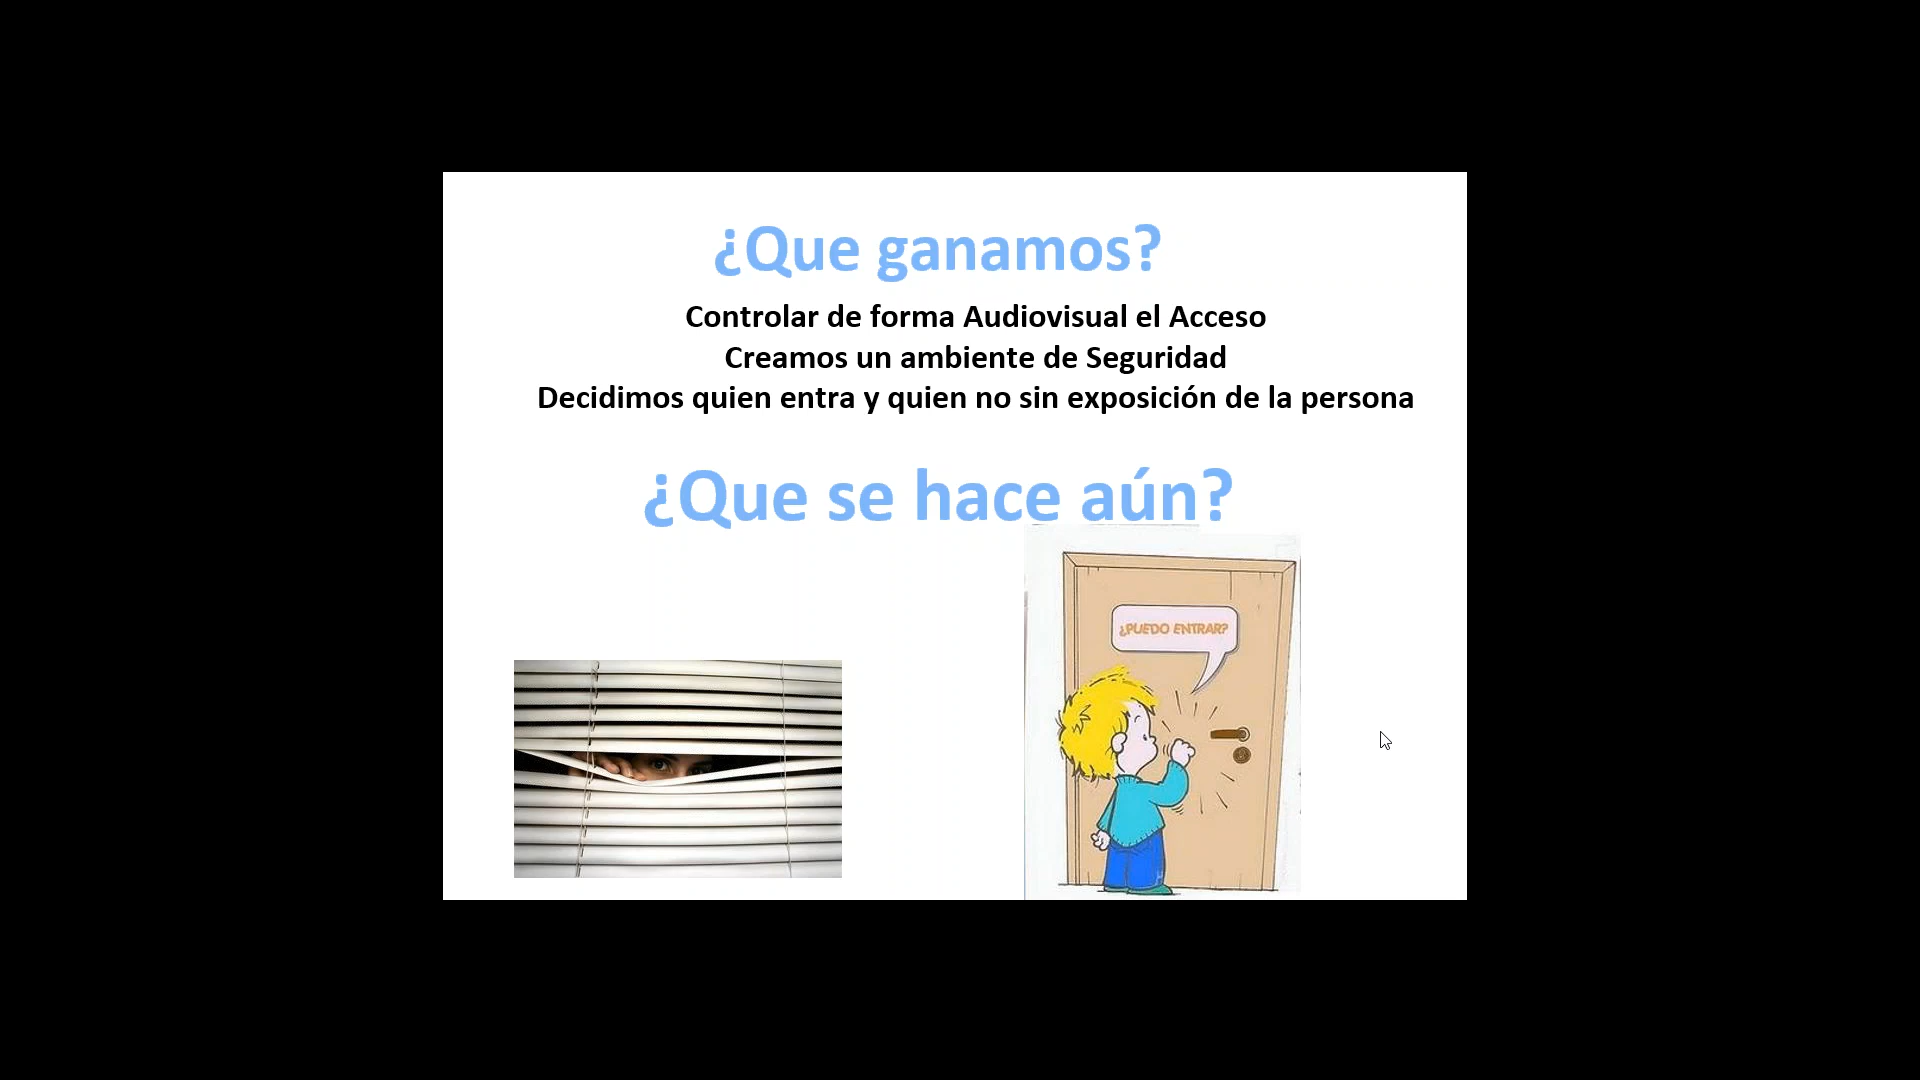 ¿Que ganamos?
Controlar de forma Audiovisual el Acceso
Creamos un ambiente de Seguridad
Decidimos quien entra y quien no sin exposición de la persona
¿Que se hace aún?
¿PUEDO ENTRAR?